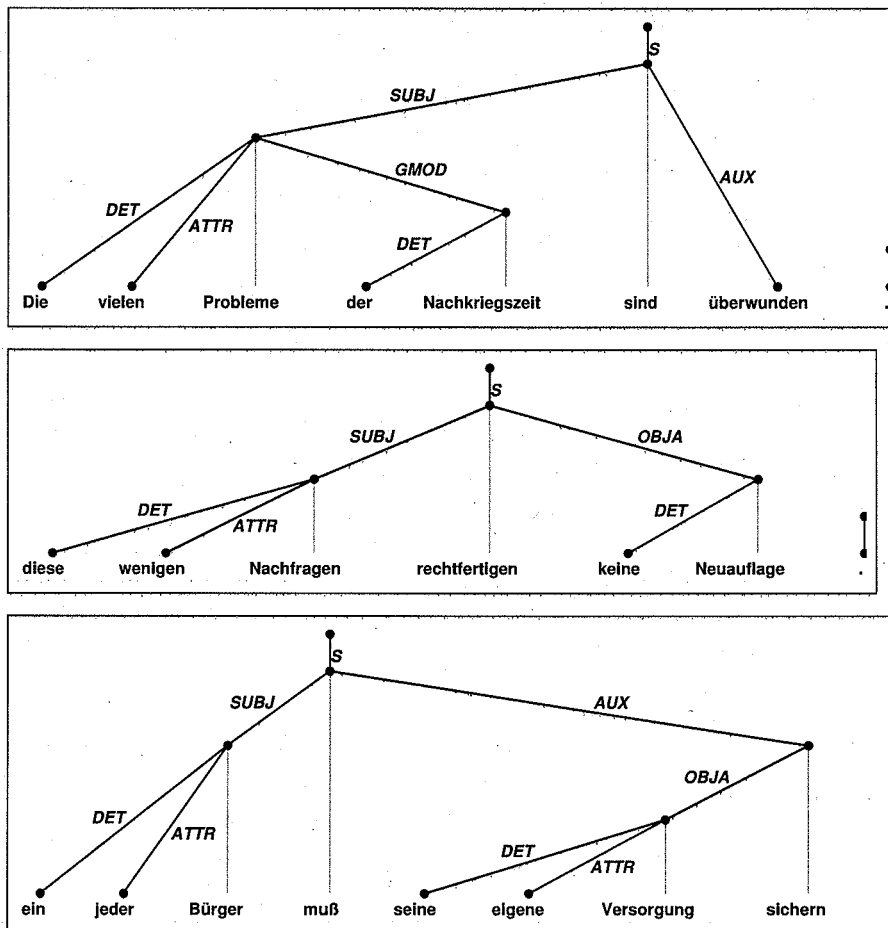 S
SUBJ
GMOD
AUX
DET
ATTR
DET
Die vielen Probleme der Nachkriegszeit sind überwunden .
S
SUBJ
OBJA
DET
ATTR
DET
diese wenigen Nachfragen rechtfertigen keine Neuauflage .
S
SUBJ
AUX
OBJA
DET
ATTR
DET
ATTR
ein jeder Bürger muß seine eigene Versorgung sichern